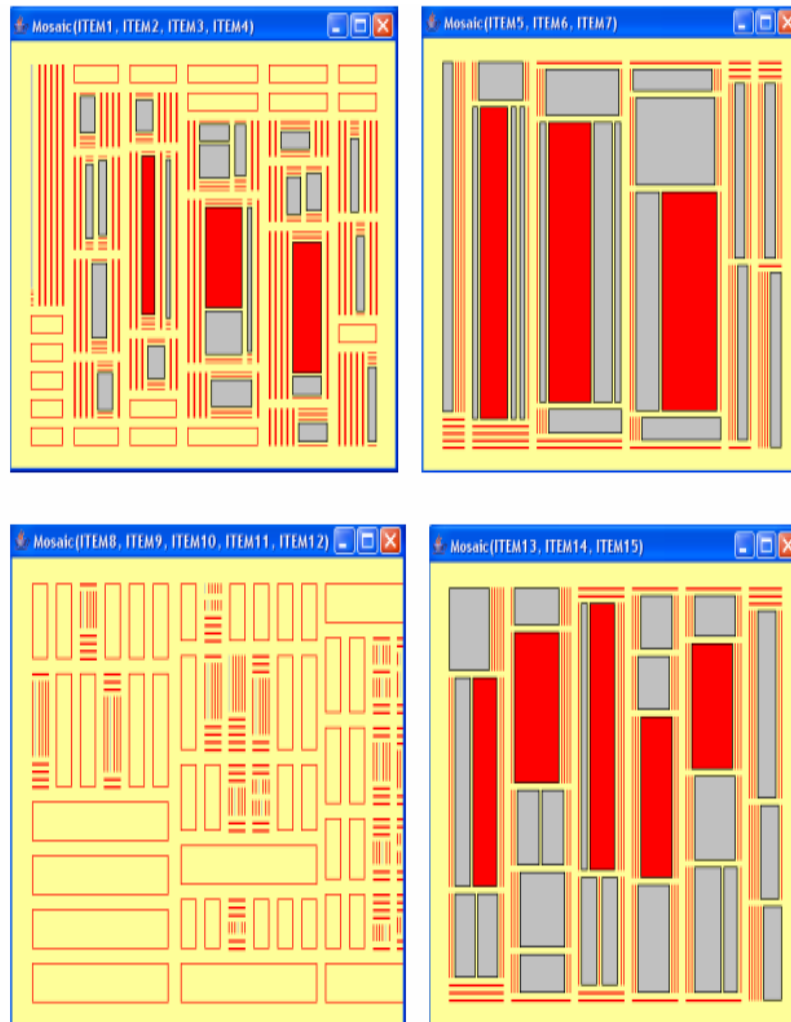 Mosaic(ITEM1, ITEM2, ITEM3, ITEM4)
Mosaic(ITEM5, ITEM6, ITEM7)
Mosaic(ITEM8, ITEM9, ITEM10, ITEM11, ITEM12)
Mosaic(ITEM13, ITEM14, ITEM15)